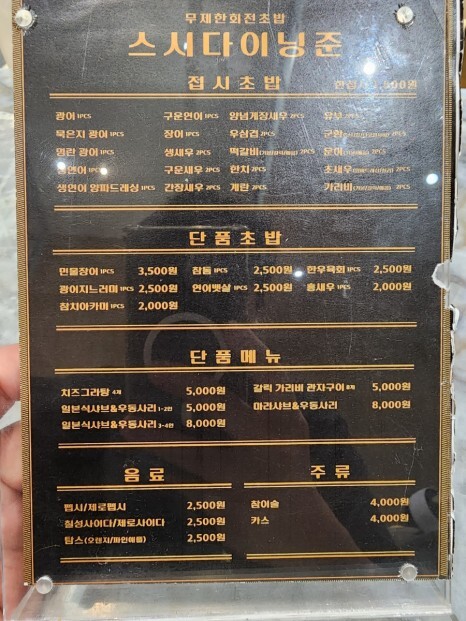 무제한회전초밥
스시다이닝준
접시초밥
광어 1PCS 구운연어 1PCS 양념게장새우 2PCS 유부
묵은지 광어 1PCS 장어 1PCS 우삼겹 2PCS
명란 광어 1PCS 생새우 2PCS 떡갈비 2PCS 문어
구운새우 2PCS 한치 2PCS 초새우 2PCS
생연어 양파드레싱 1PCS 간장새우 2PCS 계란 2PCS 가리비 2PCS
단품초밥
민물장어 1PCS 3,500원 참돔 1PCS 2,500원 한우육회 1PCS 2,500원
광어지느러미 1PCS 2,500원 연어뱃살 1PCS 2,500원 홍새우 1PCS 2,000원
참치아카미 1PCS 2,000원
단품메뉴
치즈그라탕 4개 5,000원 갈릭 가리비 관자구이 5,000원
일본식샤브&우동사리 1-2인 5,000원 마라샤브&우동사리 8,000원
일본식샤브&우동사리 3-4인 8,000원
음료 주류
펩시/제로펩시 2,500원 참이슬 4,000원
칠성사이다/제로사이다 2,500원 카스 4,000원
탐스(오렌지/파인애플) 2,500원